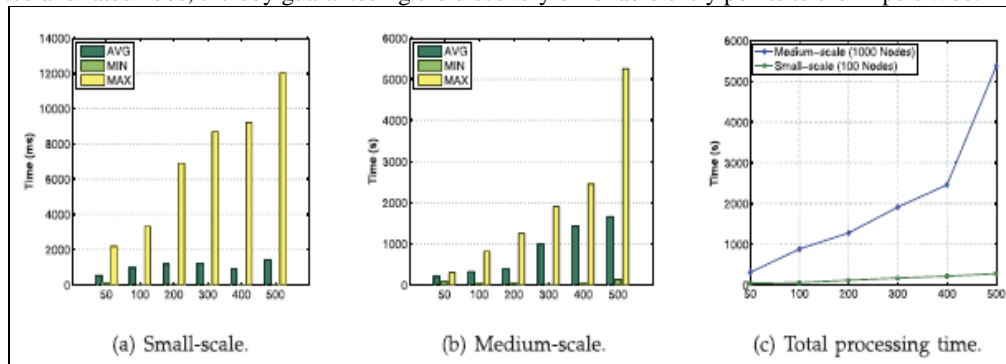 14000
12000
10000
8000
6000
4000
2000
0
Time (ms)
AVG
MIN
MAX
50 100 200 300 400 500
(a) Small-scale.
6000
5000
4000
3000
2000
1000
0
Time (s)
AVG
MIN
MAX
50 100 200 300 400 500
(b) Medium-scale.
6000
5000
4000
3000
2000
1000
0
Time (s)
Medium-scale (1000 Nodes)
Small-scale (100 Nodes)
50 100 200 300 400 500
(c) Total processing time.